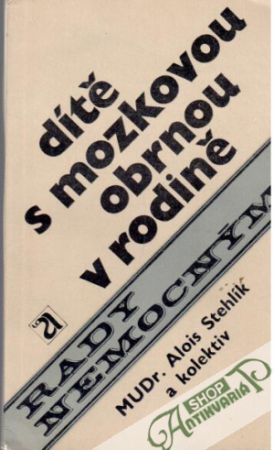 dítě
s mozkovou
obrnou
v rodině
RADY
NEMOCNÝM
MUDr. Alois Stehlík
a kolektiv
SHOP
ANTIKVARIÁT